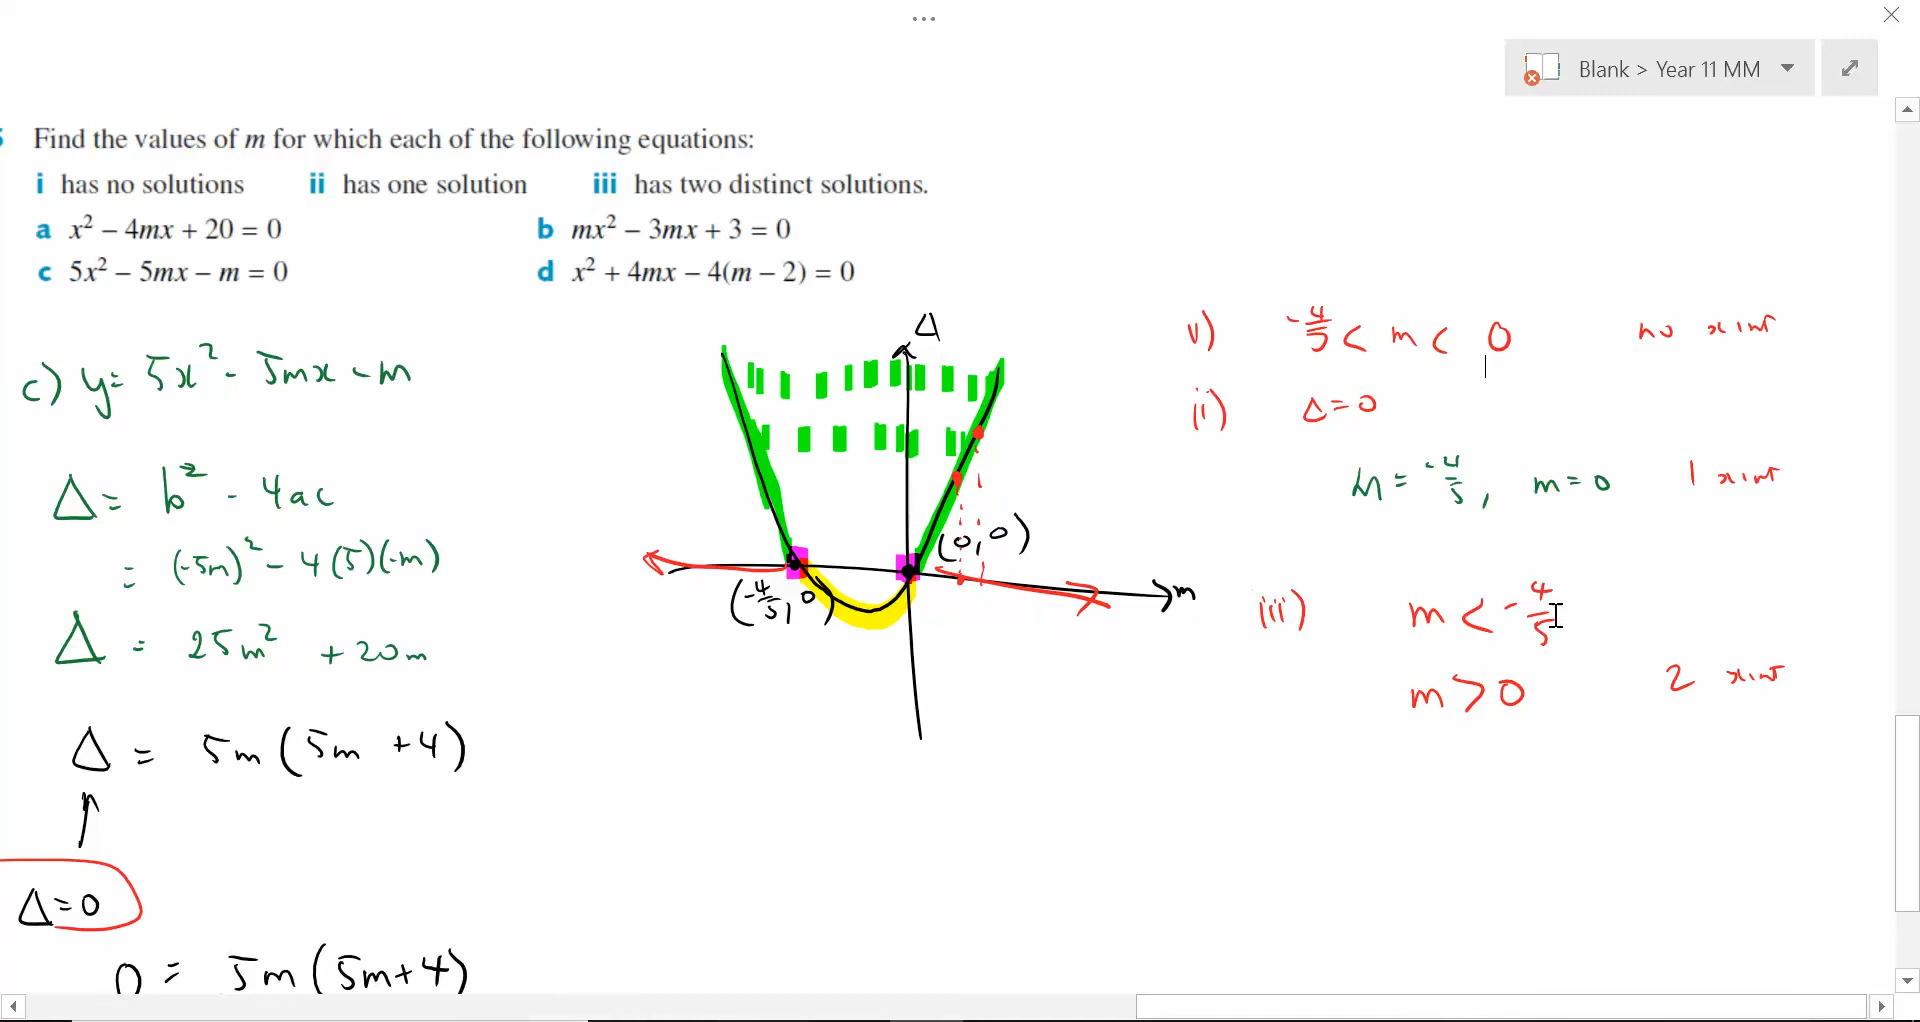 Blank > Year 11 MM
Find the values of m for which each of the following equations:
i has no solutions ii has one solution iii has two distinct solutions.
a x² – 4mx + 20 = 0 b mx² – 3mx + 3 = 0
c 5x² – 5mx – m = 0 d x² + 4mx – 4(m – 2) = 0
c) y= 5x² - 5mx - m
Δ= b² - 4ac
= (-5m)² - 4(5)(-m)
Δ = 25m² + 20m
Δ = 5m(5m + 4)
Δ=0
0 = 5m(5m+4)
Δ
(0,0)
(-4/5, 0)
m
-4/5 < m < 0 no x int
ii) Δ=0
m = -4/5, m=0 1 x int
iii) m < -4/5
m > 0 2 x int